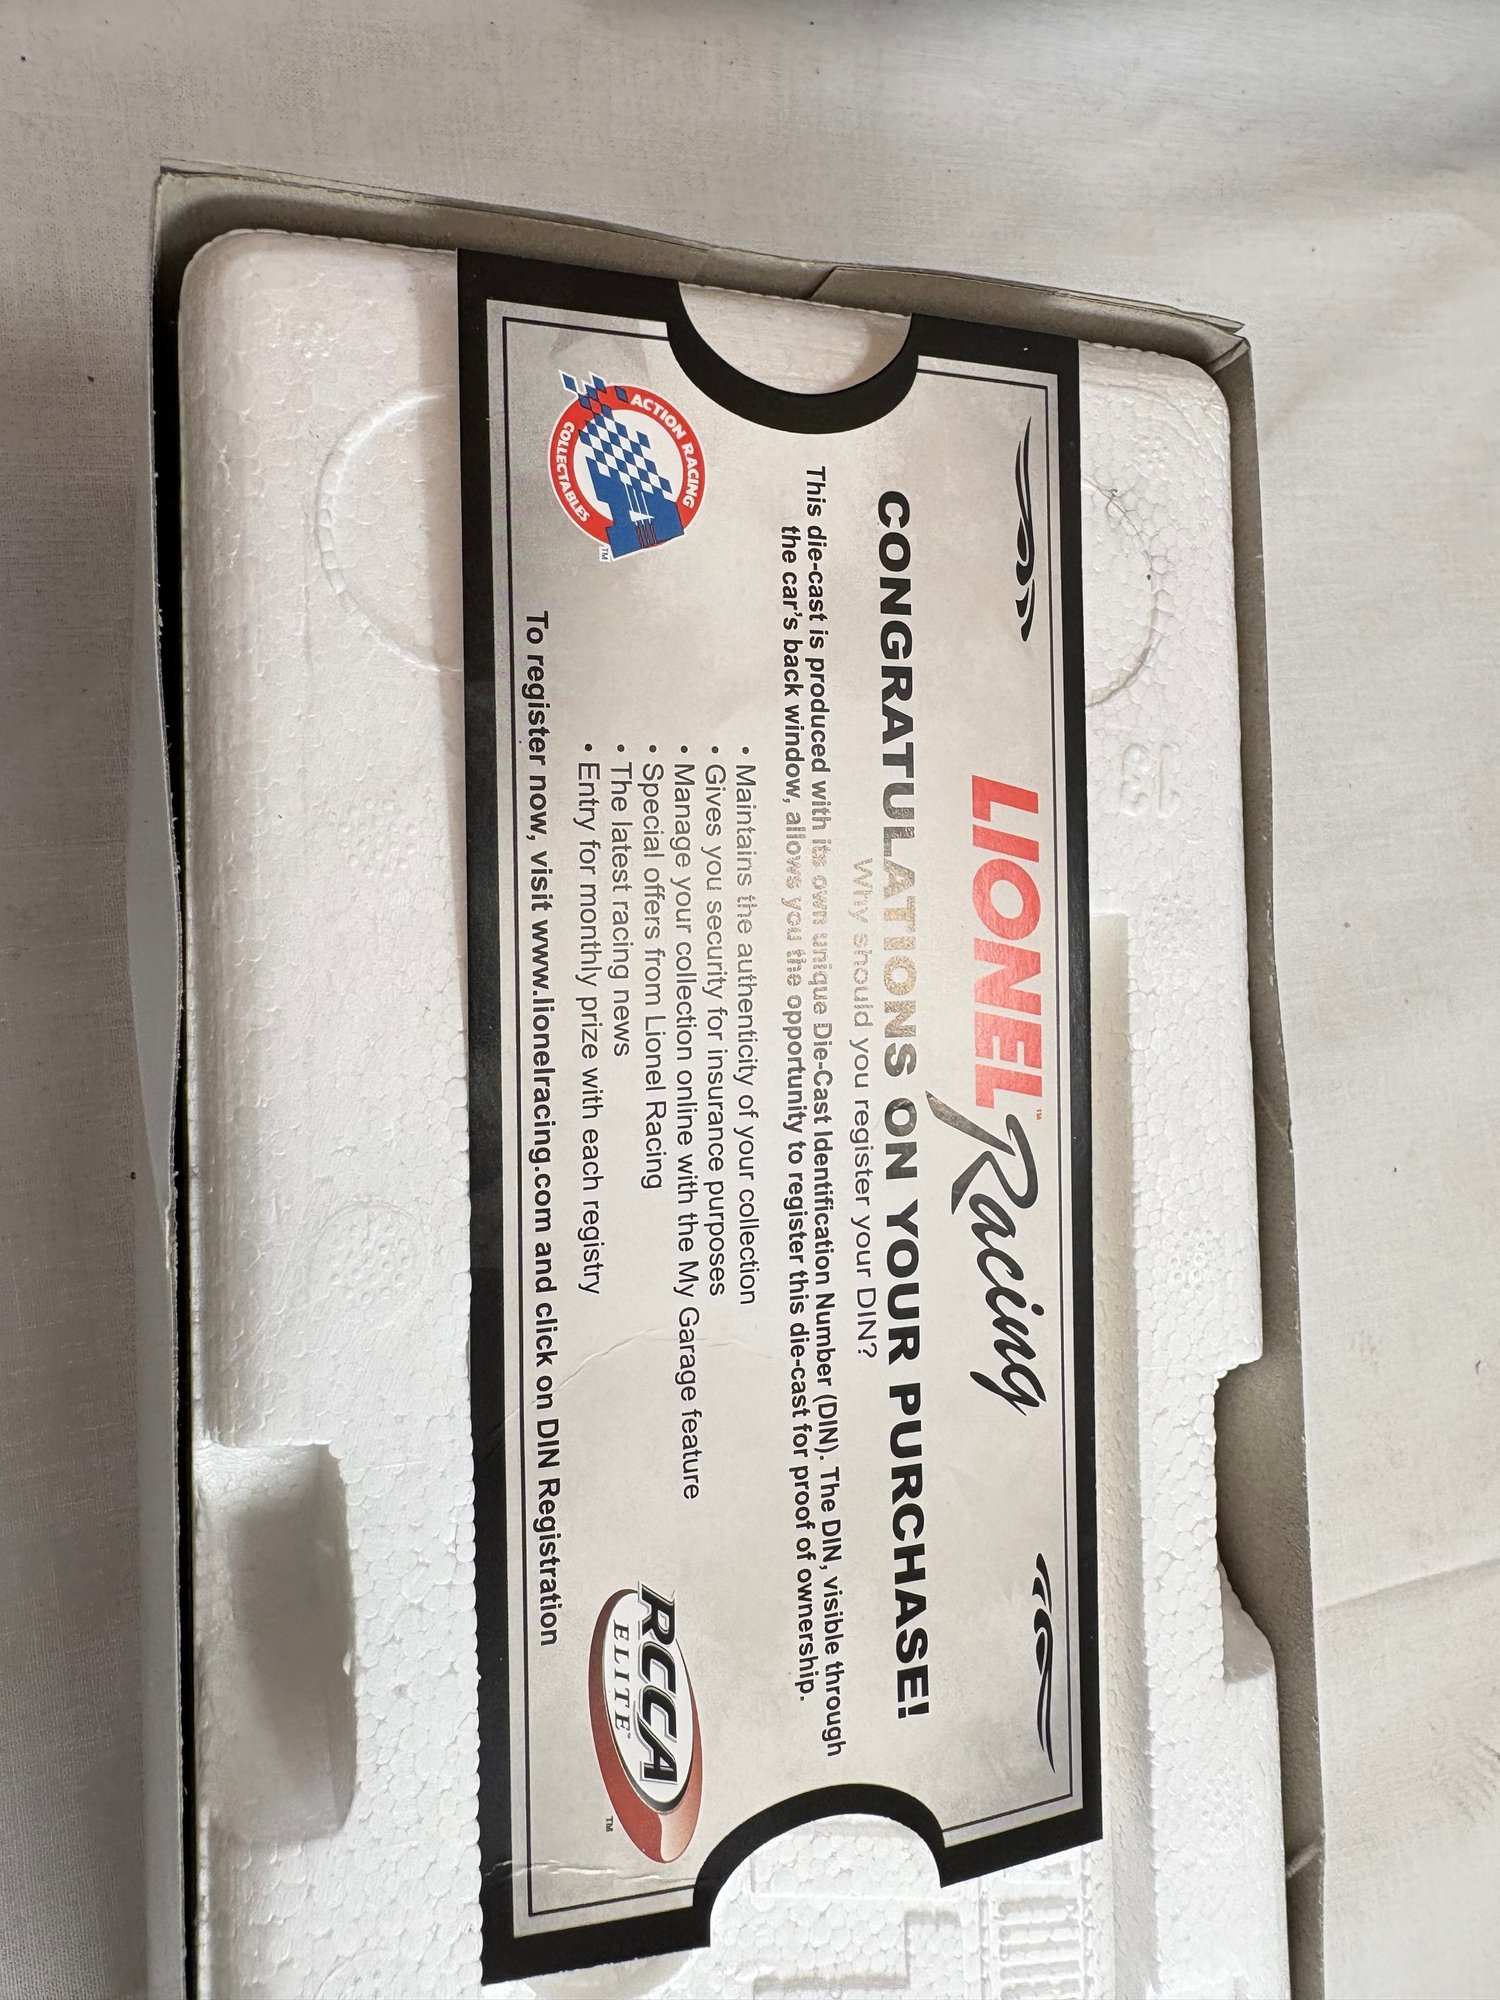 LIONEL™ Racing
CONGRATULATIONS ON YOUR PURCHASE!
Why should you register your DIN?
This die-cast is produced with its own unique Die-Cast Identification Number (DIN). The DIN, visible through
the car's back window, allows you the opportunity to register this die-cast for proof of ownership.
• Maintains the authenticity of your collection
• Gives you security for insurance purposes
• Manage your collection online with the My Garage feature
• Special offers from Lionel Racing
• The latest racing news
• Entry for monthly prize with each registry
To register now, visit www.lionelracing.com and click on DIN Registration
ACTION RACING
COLLECTABLES
TM
RCCA
ELITE™
TM